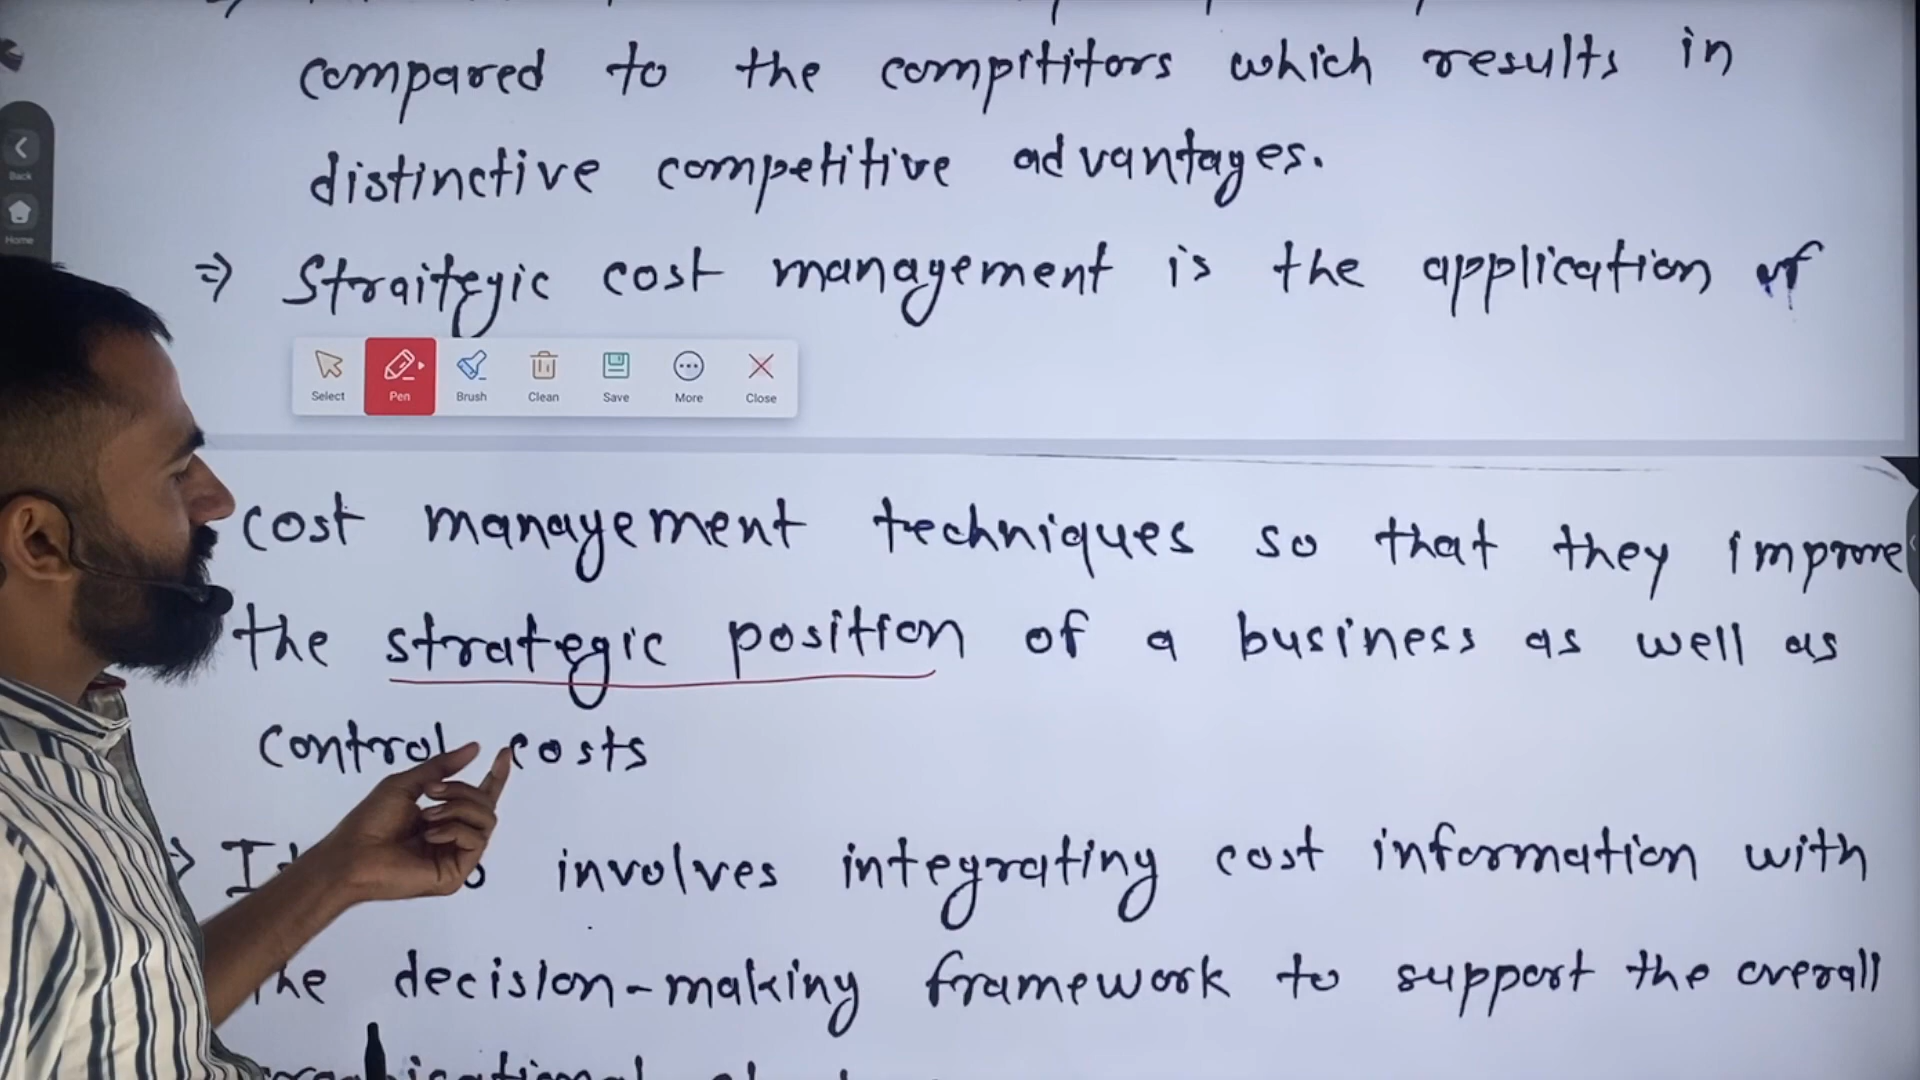 compared to the compititors which results in
distinctive competitive advantages.
Back
⇒ Straitegic cost management is the application of
Home
Select Pen Brush Clean Save More Close
cost management techniques so that they improve
the strategic position of a business as well as
control costs
involves integrating cost information with
decision-making framework to support the overall